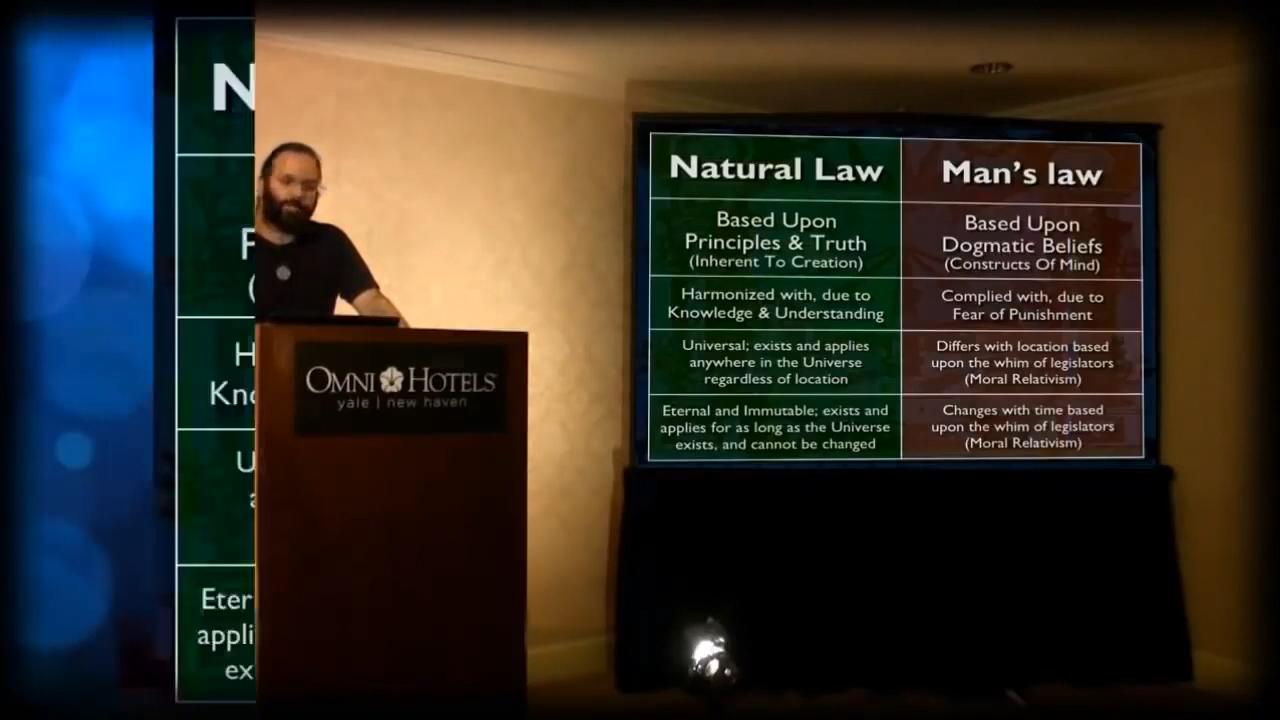 N
Kno
Eter
appli
ex
OMNI HOTELS
yale | new haven
Natural Law
Man's law
Based Upon
Principles & Truth
(Inherent To Creation)
Based Upon
Dogmatic Beliefs
(Constructs Of Mind)
Harmonized with, due to
Knowledge & Understanding
Complied with, due to
Fear of Punishment
Universal; exists and applies
anywhere in the Universe
regardless of location
Differs with location based
upon the whim of legislators
(Moral Relativism)
Eternal and Immutable; exists and
applies for as long as the Universe
exists, and cannot be changed
Changes with time based
upon the whim of legislators
(Moral Relativism)